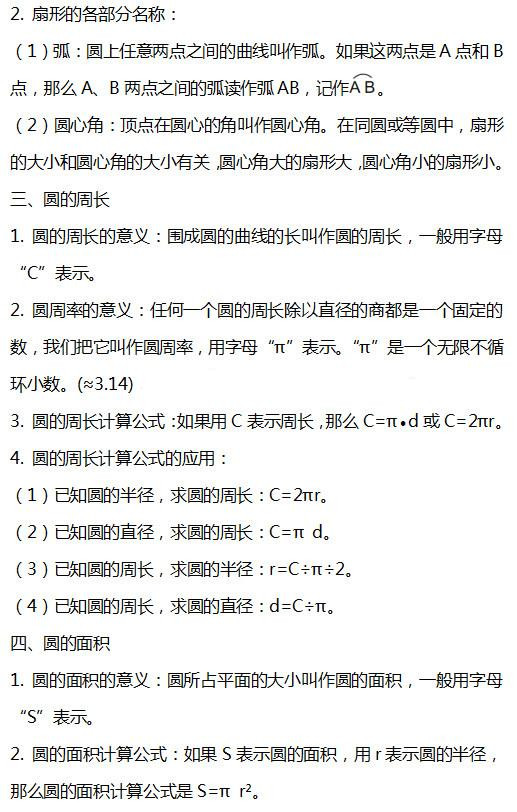 2. 扇形的各部分名称：
（1）弧：圆上任意两点之间的曲线叫作弧。如果这两点是 A 点和 B
点，那么 A、B 两点之间的弧读作弧 AB，记作A͡B。
（2）圆心角：顶点在圆心的角叫作圆心角。在同圆或等圆中，扇形
的大小和圆心角的大小有关，圆心角大的扇形大，圆心角小的扇形小。
三、圆的周长
1. 圆的周长的意义：围成圆的曲线的长叫作圆的周长，一般用字母
“C”表示。
2. 圆周率的意义：任何一个圆的周长除以直径的商都是一个固定的
数，我们把它叫作圆周率，用字母“π”表示。“π”是一个无限不循
环小数。(≈3.14)
3. 圆的周长计算公式：如果用 C 表示周长，那么 C=π•d 或 C=2πr。
4. 圆的周长计算公式的应用：
（1）已知圆的半径，求圆的周长：C=2πr。
（2）已知圆的直径，求圆的周长：C=π d。
（3）已知圆的周长，求圆的半径：r=C÷π÷2。
（4）已知圆的周长，求圆的直径：d=C÷π。
四、圆的面积
1. 圆的面积的意义：圆所占平面的大小叫作圆的面积，一般用字母
“S”表示。
2. 圆的面积计算公式：如果 S 表示圆的面积，用 r 表示圆的半径，
那么圆的面积计算公式是 S=π r²。